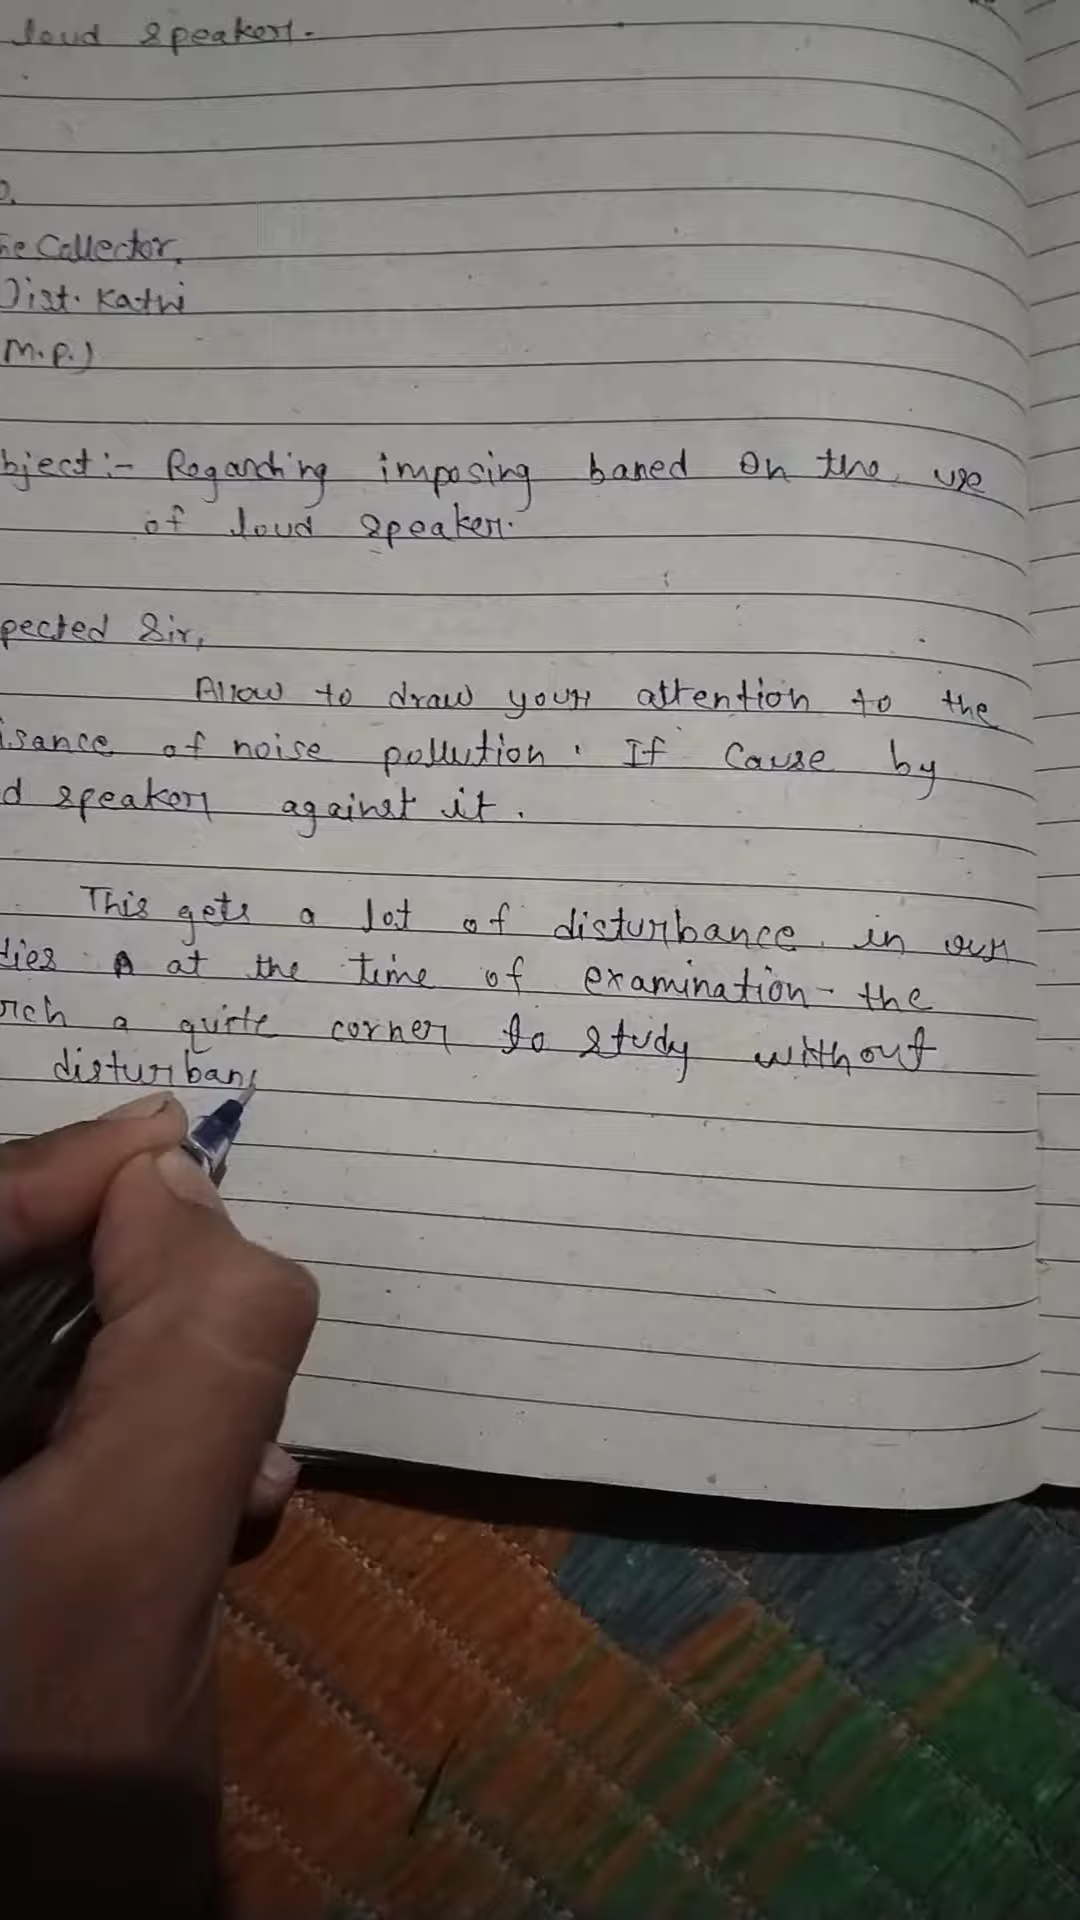 loud speaker.
he Collector,
Dist. Katni
M.P.)
bject:- Regarding imposing baned on the use
of loud speaker.
pected Sir,
Allow to draw your attention to the
isance of noise pollution. If cause by
d speaker against it.
This gets a lot of disturbance in our
dies at the time of examination - the
rch a quite corner to study without
disturban